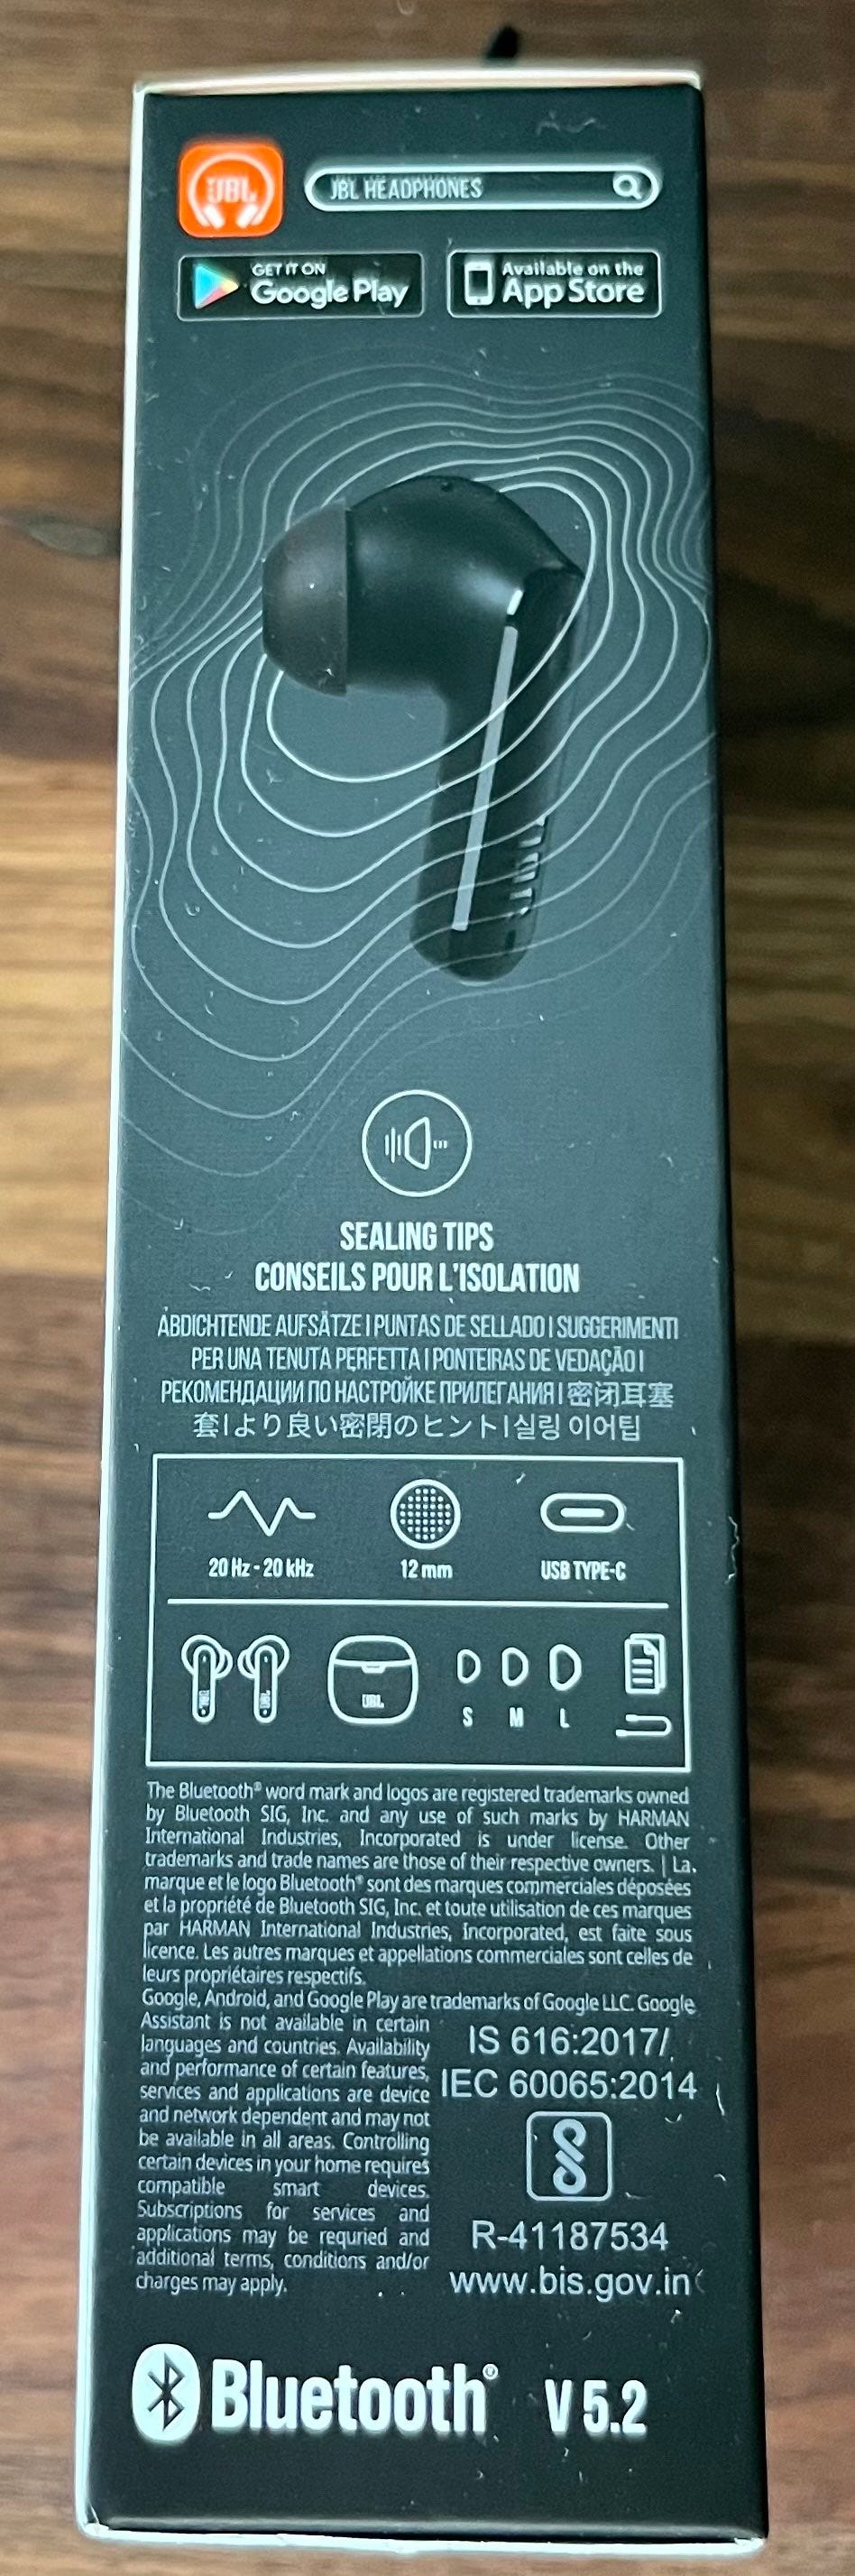 JBL
JBL HEADPHONES
GET IT ON
Google Play
Available on the
App Store
SEALING TIPS
CONSEILS POUR L'ISOLATION
ABDICHTENDE AUFSÄTZE | PUNTAS DE SELLADO | SUGGERIMENTI
PER UNA TENUTA PERFETTA | PONTEIRAS DE VEDAÇÃO |
РЕКОМЕНДАЦИИ ПО НАСТРОЙКЕ ПРИЛЕГАНИЯ | 密闭耳塞
套 | より良い密閉のヒント | 실링 이어팁
20 Hz - 20 kHz
12 mm
USB TYPE-C
JBL
S M L
The Bluetooth® word mark and logos are registered trademarks owned
by Bluetooth SIG, Inc. and any use of such marks by HARMAN
International Industries, Incorporated is under license. Other
trademarks and trade names are those of their respective owners. | La
marque et le logo Bluetooth® sont des marques commerciales déposées
et la propriété de Bluetooth SIG, Inc. et toute utilisation de ces marques
par HARMAN International Industries, Incorporated, est faite sous
licence. Les autres marques et appellations commerciales sont celles de
leurs propriétaires respectifs.
Google, Android, and Google Play are trademarks of Google LLC. Google
Assistant is not available in certain
languages and countries. Availability
and performance of certain features,
services and applications are device
and network dependent and may not
be available in all areas. Controlling
certain devices in your home requires
compatible smart devices.
Subscriptions for services and
applications may be requried and
additional terms, conditions and/or
charges may apply.
IS 616:2017/
IEC 60065:2014
R-41187534
www.bis.gov.in
Bluetooth® V 5.2